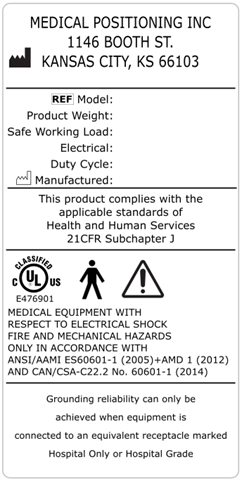 MEDICAL POSITIONING INC
1146 BOOTH ST.
KANSAS CITY, KS 66103
REF Model:
Product Weight:
Safe Working Load:
Electrical:
Duty Cycle:
Manufactured:
This product complies with the
applicable standards of
Health and Human Services
21CFR Subchapter J
CLASSIFIED
C UL US
E476901
MEDICAL EQUIPMENT WITH
RESPECT TO ELECTRICAL SHOCK
FIRE AND MECHANICAL HAZARDS
ONLY IN ACCORDANCE WITH
ANSI/AAMI ES60601-1 (2005)+AMD 1 (2012)
AND CAN/CSA-C22.2 No. 60601-1 (2014)
Grounding reliability can only be
achieved when equipment is
connected to an equivalent receptacle marked
Hospital Only or Hospital Grade